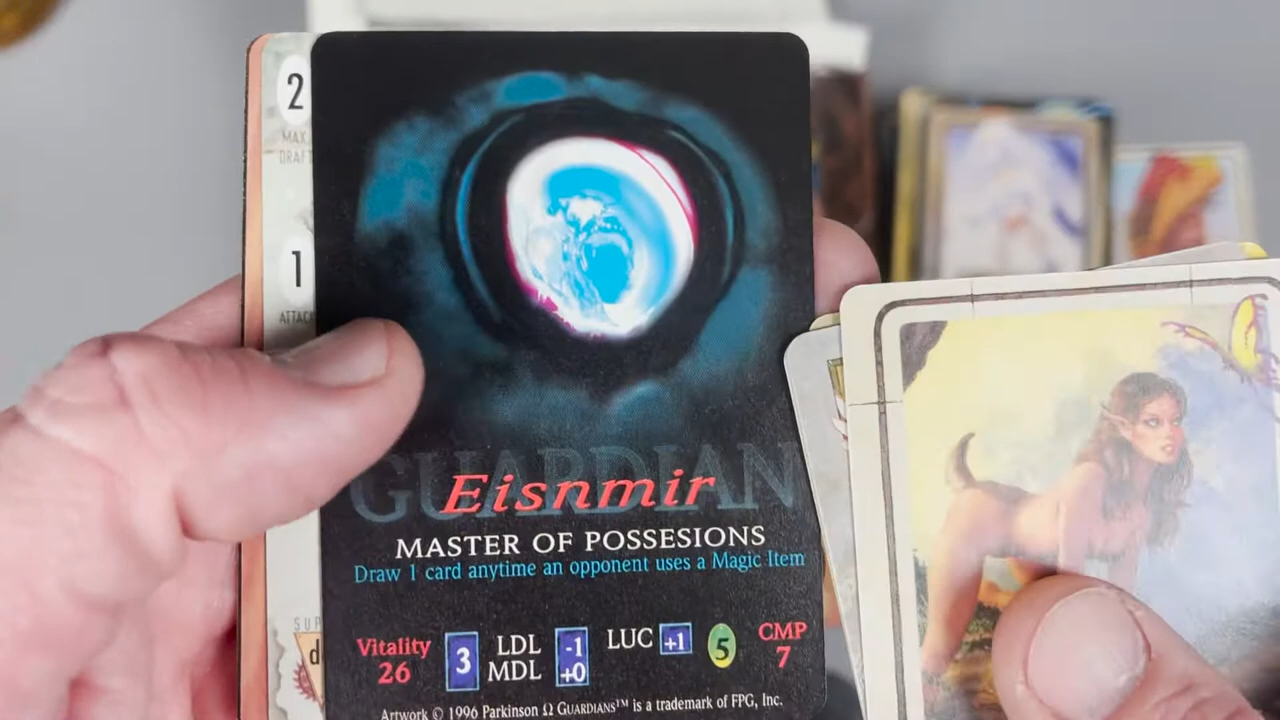 2
MAX
DRAFT
1
ATTACK
GUARDIAN
Eisnmir
MASTER OF POSSESIONS
Draw 1 card anytime an opponent uses a Magic Item
SUP
d
Vitality
26
3
LDL
MDL
-1
+0
LUC +1
5
CMP
7
Artwork © 1996 Parkinson Ω GUARDIANS™ is a trademark of FPG, Inc.